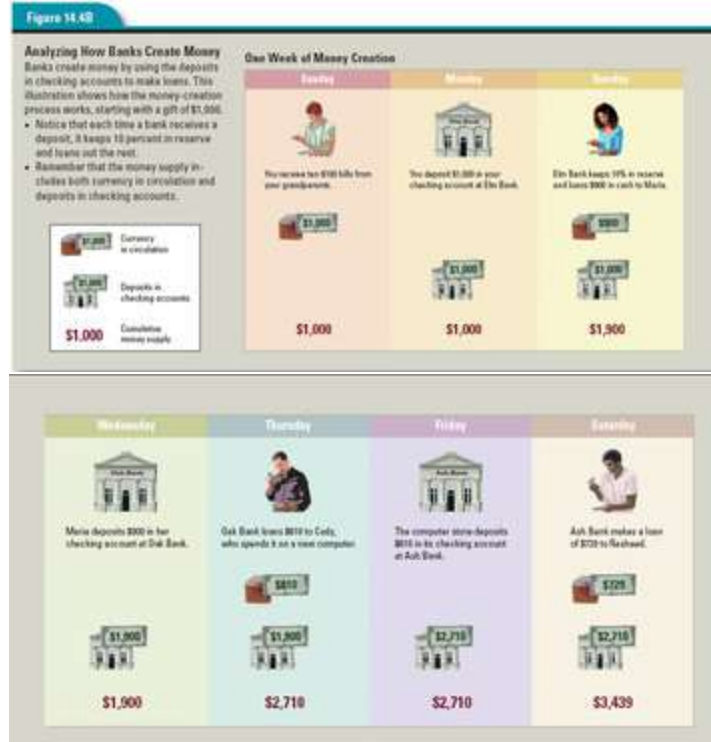 Figure 14.4B
Analyzing How Banks Create Money
Banks create money by using the deposits
in checking accounts to make loans. This
illustration shows how the money-creation
process works, starting with a gift of $1,000.
• Notice that each time a bank receives a
deposit, it keeps 10 percent in reserve
and loans out the rest.
• Remember that the money supply in-
cludes both currency in circulation and
deposits in checking accounts.
$1,000
Currency
in circulation
$1,000
Deposits in
checking accounts
$1,000
Cumulative
money supply
One Week of Money Creation
Sunday
You receive ten $100 bills from
your grandparents.
$1,000
$1,000
Monday
Elm Bank
You deposit $1,000 in your
checking account at Elm Bank.
$1,000
$1,000
Elm Bank keeps 10% in reserve
and loans $900 in cash to Maria.
$900
$1,000
$1,900
Wednesday
Oak Bank
Maria deposits $900 in her
checking account at Oak Bank.
$1,900
$1,900
Thursday
Oak Bank loans $810 to Cody,
who spends it on a new computer.
$810
$1,900
$2,710
Friday
Ash Bank
The computer store deposits
$810 in its checking account
at Ash Bank.
$2,710
$2,710
Saturday
Ash Bank makes a loan
of $729 to Rasheed.
$729
$2,710
$3,439